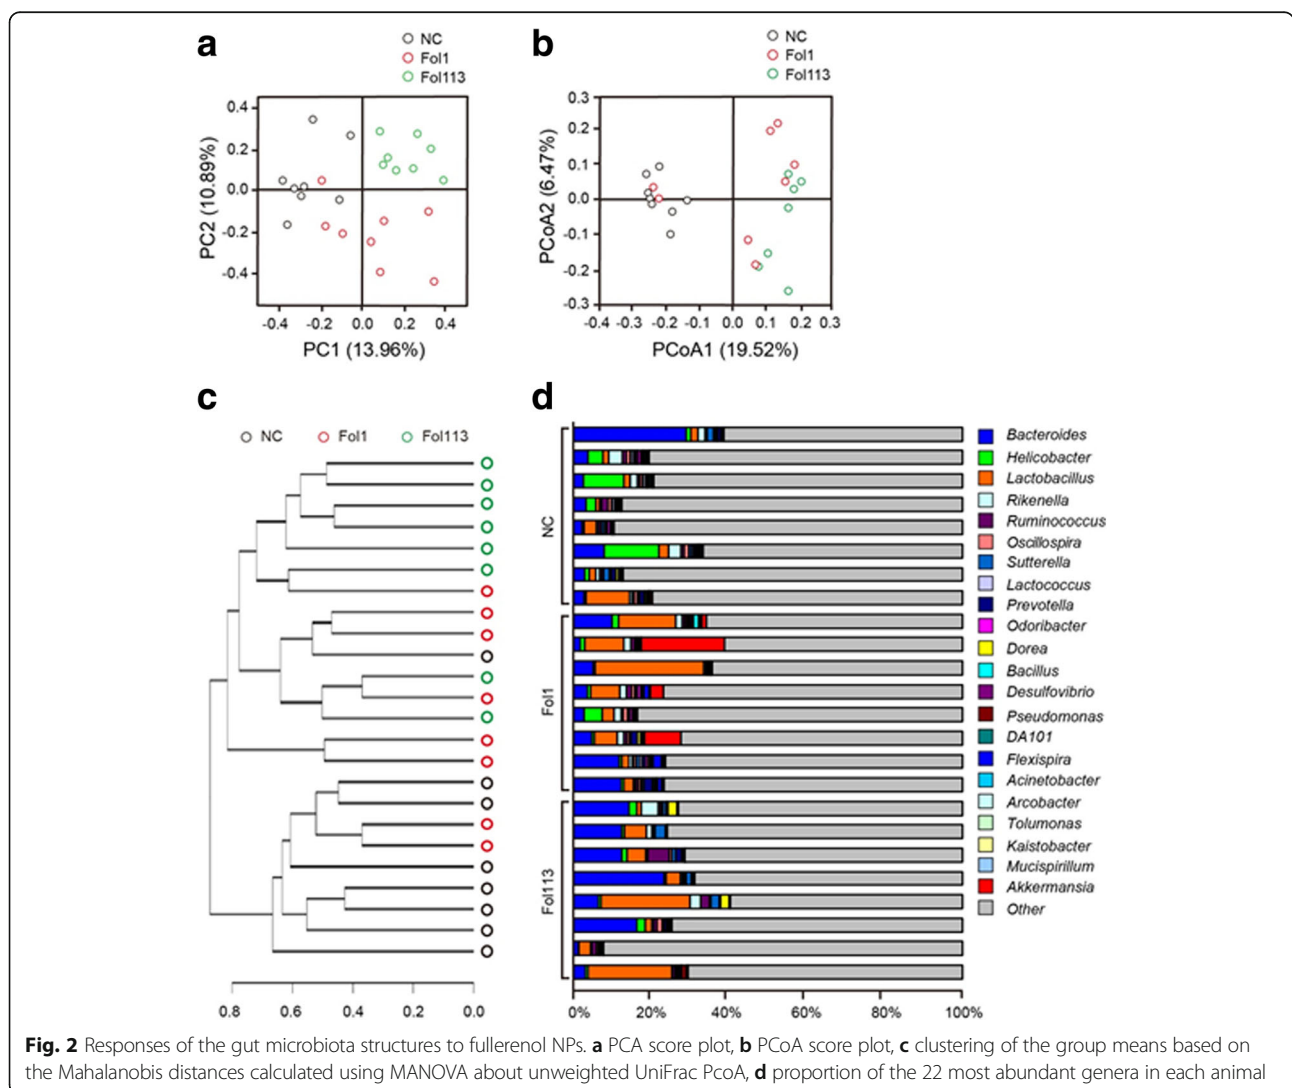 a
NC
Fol1
Fol113
0.4
0.2
0.0
-0.2
-0.4
PC2 (10.89%)
-0.4 -0.2 0.0 0.2 0.4
PC1 (13.96%)
b
NC
Fol1
Fol113
0.3
0.2
0.1
0.0
-0.1
-0.2
-0.3
PCoA2 (6.47%)
-0.4 -0.3 -0.2 -0.1 0.0 0.1 0.2 0.3
PCoA1 (19.52%)
c
NC Fol1 Fol113
0.8 0.6 0.4 0.2 0.0
d
NC
Fol1
Fol113
0% 20% 40% 60% 80% 100%
Bacteroides
Helicobacter
Lactobacillus
Rikenella
Ruminococcus
Oscillospira
Sutterella
Lactococcus
Prevotella
Odoribacter
Dorea
Bacillus
Desulfovibrio
Pseudomonas
DA101
Flexispira
Acinetobacter
Arcobacter
Tolumonas
Kaistobacter
Mucispirillum
Akkermansia
Other
Fig. 2 Responses of the gut microbiota structures to fullerenol NPs. a PCA score plot, b PCoA score plot, c clustering of the group means based on
the Mahalanobis distances calculated using MANOVA about unweighted UniFrac PcoA, d proportion of the 22 most abundant genera in each animal